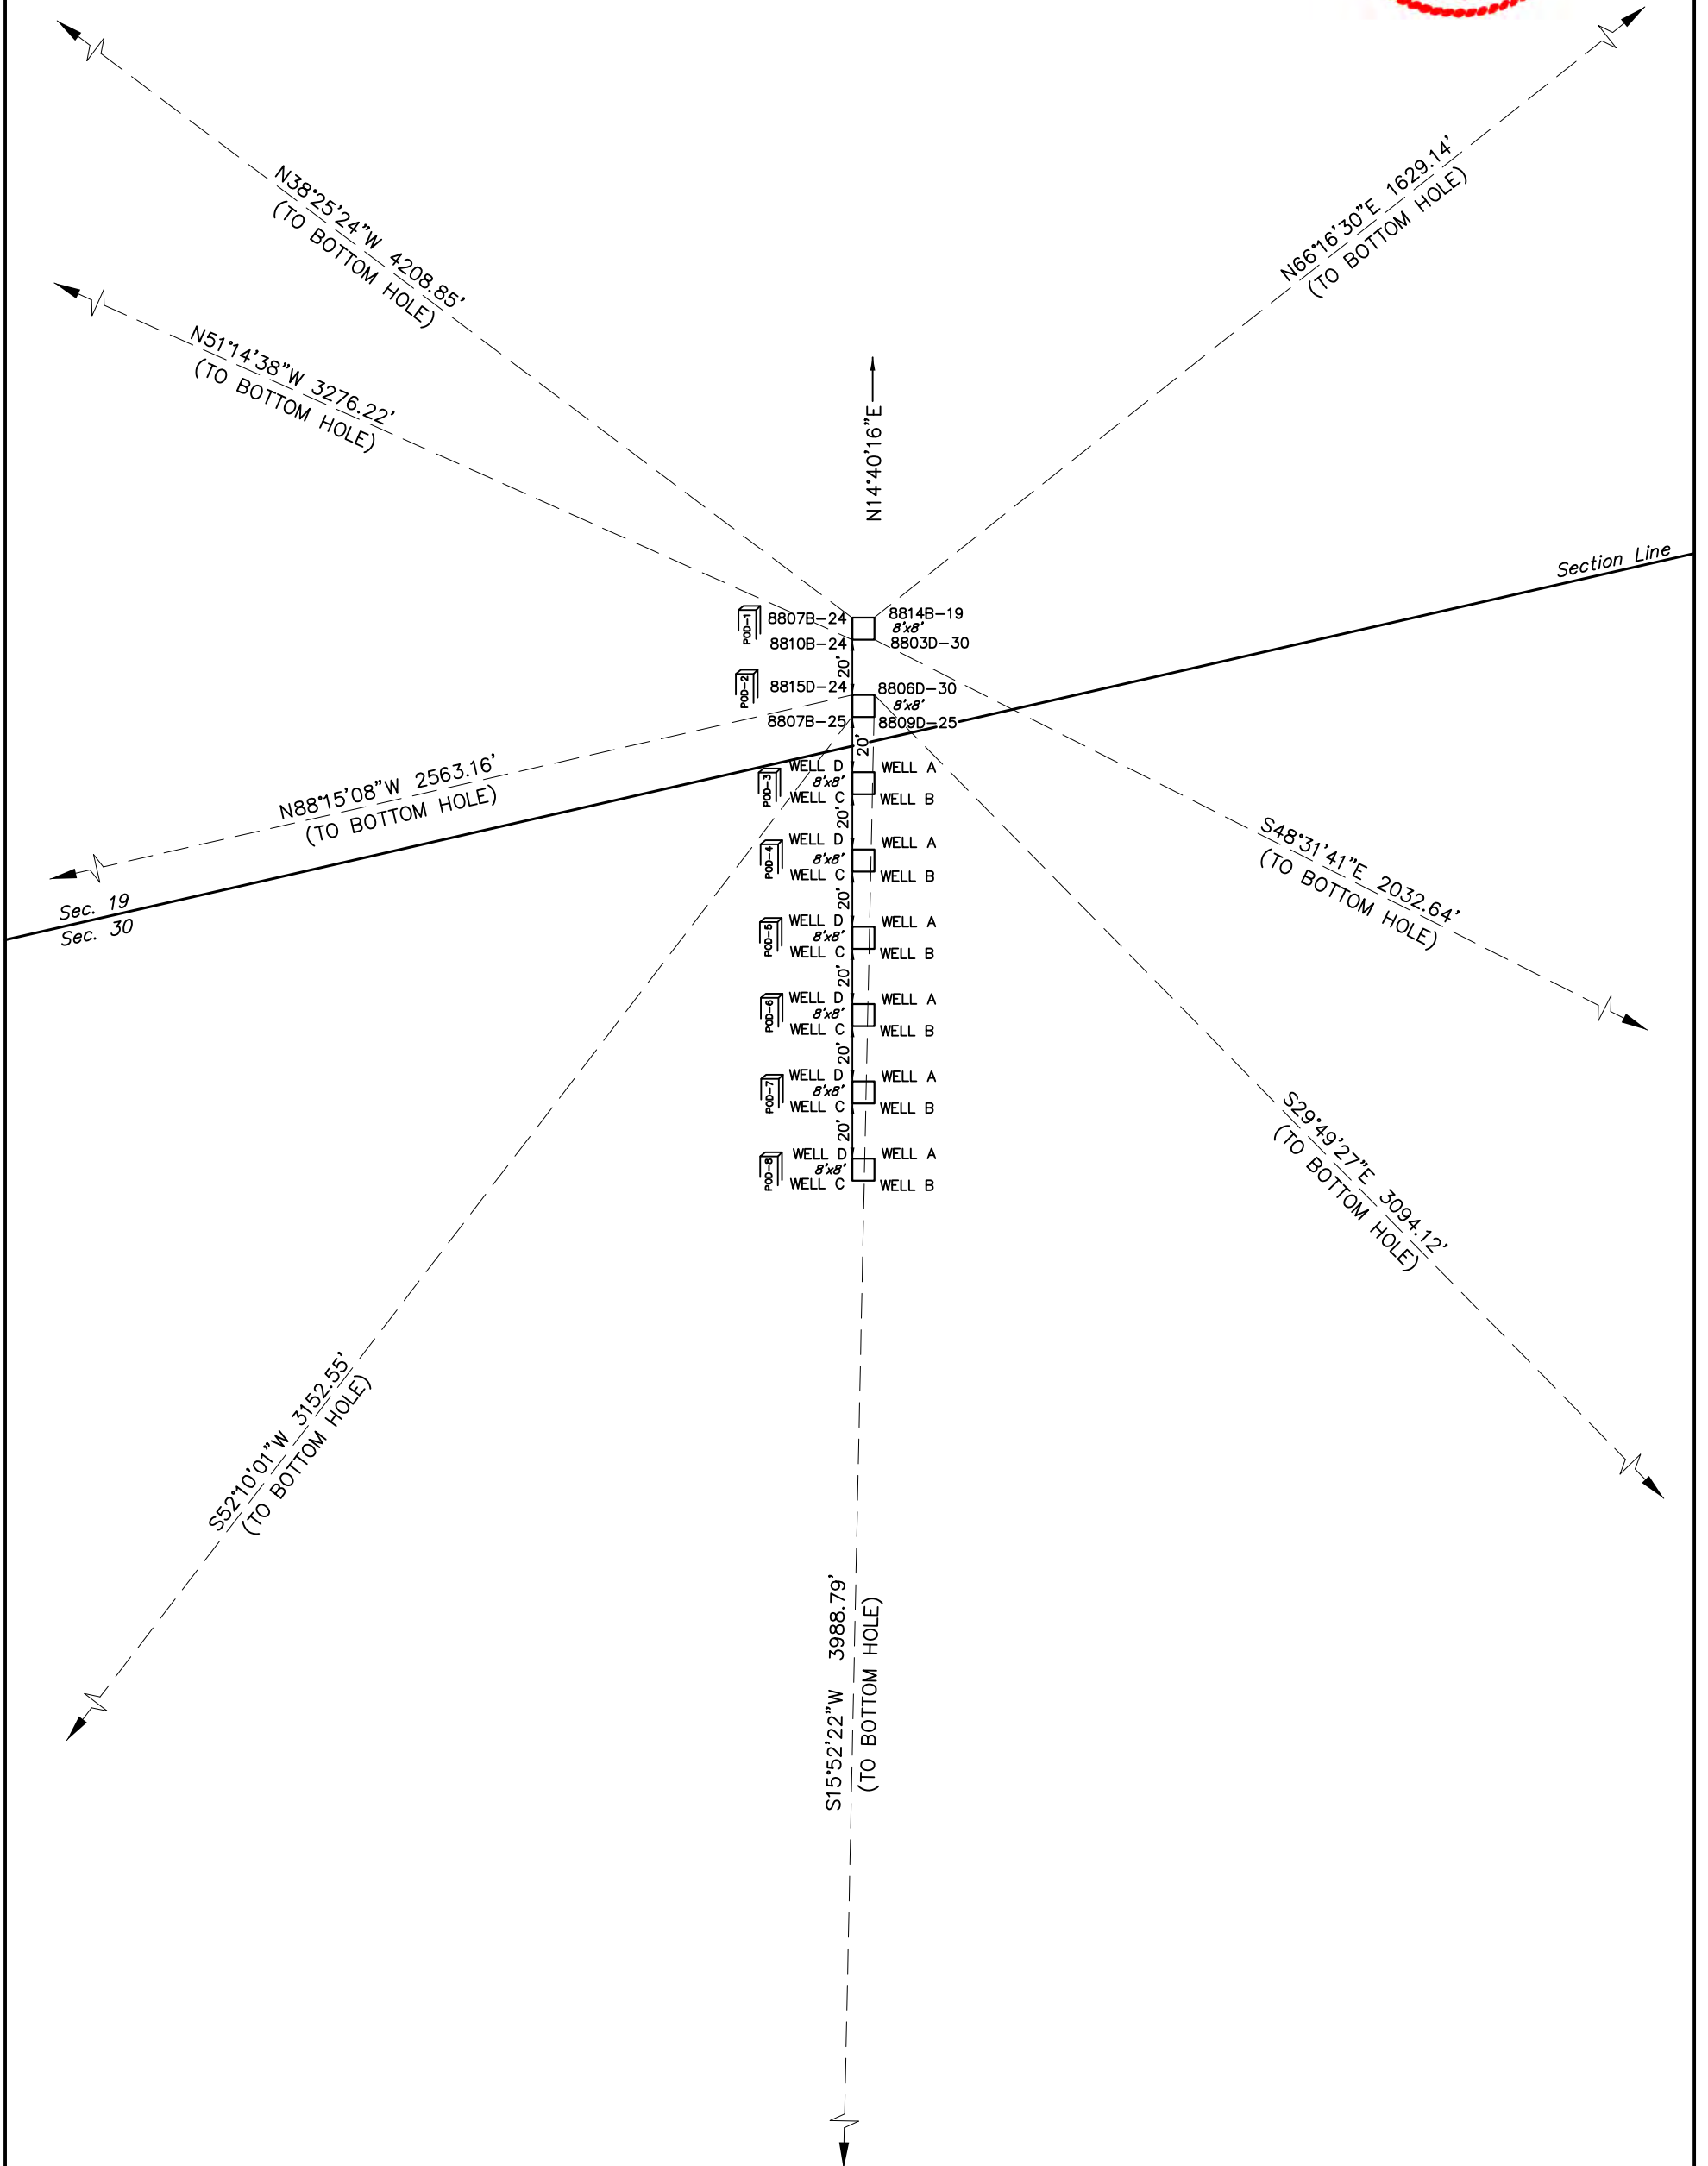 N38°25'24"W 4208.85'
(TO BOTTOM HOLE)
N66°16'30"E 1629.14'
(TO BOTTOM HOLE)
N51°14'38"W 3276.22'
(TO BOTTOM HOLE)
N14°40'16"E
Section Line
POD-1
8807B-24
8814B-19
8'x8'
8810B-24
8803D-30
20'
POD-2
8815D-24
8806D-30
8'x8'
8807B-25
8809D-25
20'
N88°15'08"W 2563.16'
(TO BOTTOM HOLE)
Sec. 19
Sec. 30
POD-3
WELL D
WELL A
8'x8'
WELL C
WELL B
20'
POD-4
WELL D
WELL A
8'x8'
WELL C
WELL B
20'
POD-5
WELL D
WELL A
8'x8'
WELL C
WELL B
20'
POD-6
WELL D
WELL A
8'x8'
WELL C
WELL B
20'
POD-7
WELL D
WELL A
8'x8'
WELL C
WELL B
20'
POD-8
WELL D
WELL A
8'x8'
WELL C
WELL B
S48°31'41"E 2032.64'
(TO BOTTOM HOLE)
S29°49'27"E 3094.12'
(TO BOTTOM HOLE)
S52°10'01"W 3152.55'
(TO BOTTOM HOLE)
S15°52'22"W 3988.79'
(TO BOTTOM HOLE)